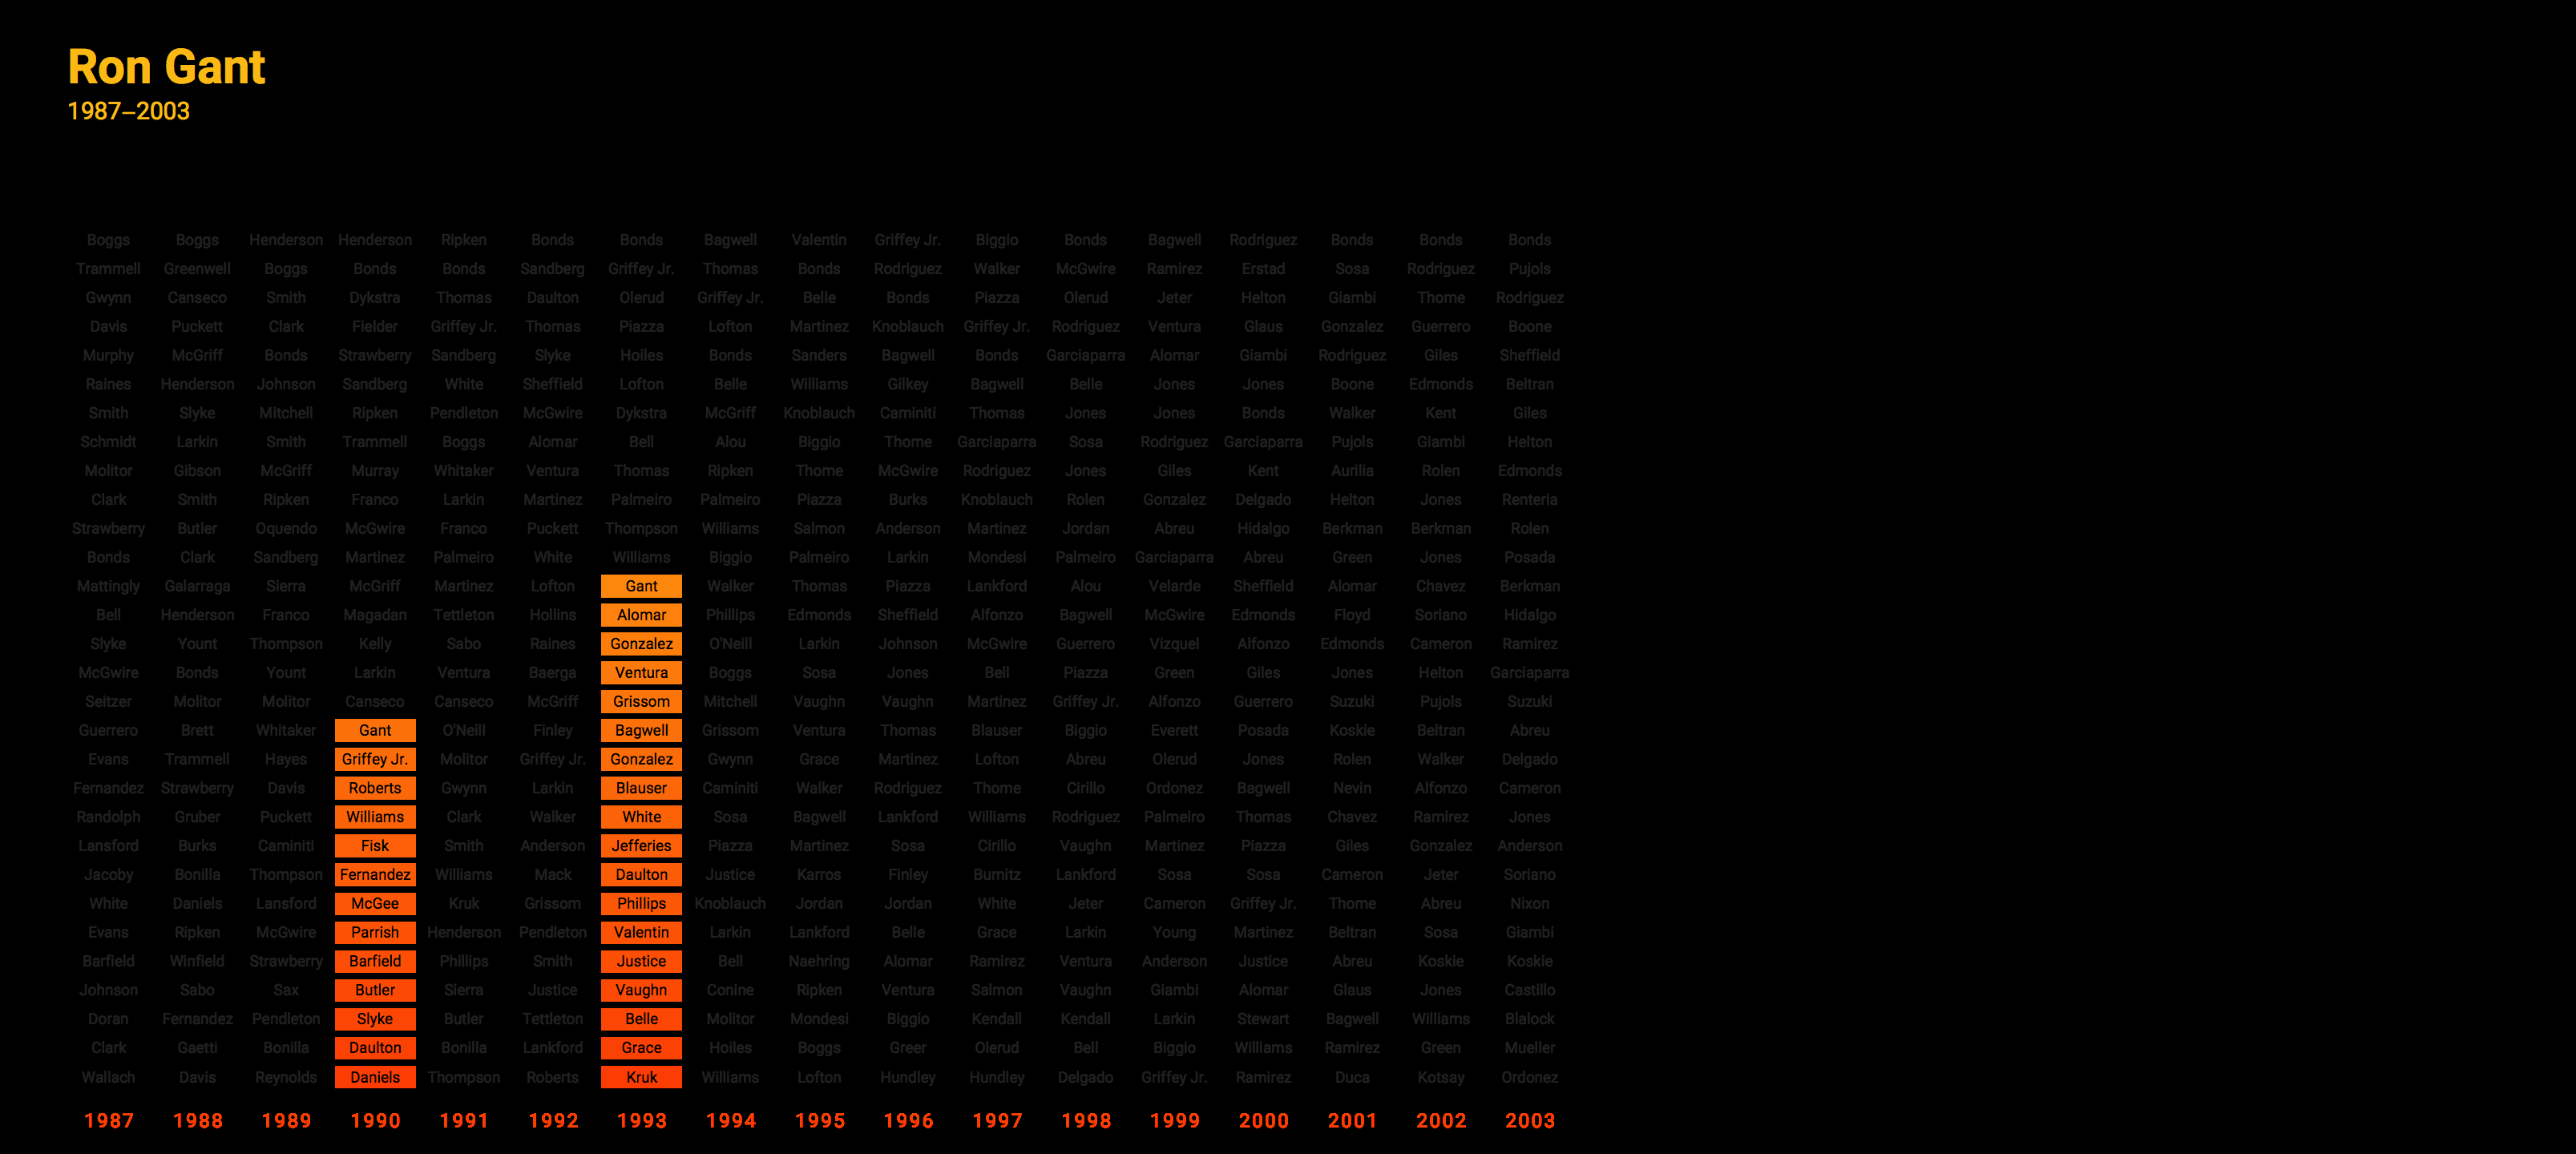 Ron Gant
1987–2003
Boggs Boggs Henderson Henderson Ripken Bonds Bonds Bagwell Valentin Griffey Jr. Biggio Bonds Bagwell Rodriguez Bonds Bonds Bonds
Trammell Greenwell Boggs Bonds Bonds Sandberg Griffey Jr. Thomas Bonds Rodriguez Walker McGwire Ramirez Erstad Sosa Rodriguez Pujols
Gwynn Canseco Smith Dykstra Thomas Daulton Olerud Griffey Jr. Belle Bonds Piazza Olerud Jeter Helton Giambi Thome Rodriguez
Davis Puckett Clark Fielder Griffey Jr. Thomas Piazza Lofton Martinez Knoblauch Griffey Jr. Rodriguez Ventura Glaus Gonzalez Guerrero Boone
Murphy McGriff Bonds Strawberry Sandberg Slyke Hoiles Bonds Sanders Bagwell Bonds Garciaparra Alomar Giambi Rodriguez Giles Sheffield
Raines Henderson Johnson Sandberg White Sheffield Lofton Belle Williams Gilkey Bagwell Belle Jones Jones Boone Edmonds Beltran
Smith Slyke Mitchell Ripken Pendleton McGwire Dykstra McGriff Knoblauch Caminiti Thomas Jones Jones Bonds Walker Kent Giles
Schmidt Larkin Smith Trammell Boggs Alomar Bell Alou Biggio Thome Garciaparra Sosa Rodriguez Garciaparra Pujols Giambi Helton
Molitor Gibson McGriff Murray Whitaker Ventura Thomas Ripken Thome McGwire Rodriguez Jones Giles Kent Aurilia Rolen Edmonds
Clark Smith Ripken Franco Larkin Martinez Palmeiro Palmeiro Piazza Burks Knoblauch Rolen Gonzalez Delgado Helton Jones Renteria
Strawberry Butler Oquendo McGwire Franco Puckett Thompson Williams Salmon Anderson Martinez Jordan Abreu Hidalgo Berkman Berkman Rolen
Bonds Clark Sandberg Martinez Palmeiro White Williams Biggio Palmeiro Larkin Mondesi Palmeiro Garciaparra Abreu Green Jones Posada
Mattingly Galarraga Sierra McGriff Martinez Lofton Gant Walker Thomas Piazza Lankford Alou Velarde Sheffield Alomar Chavez Berkman
Bell Henderson Franco Magadan Tettleton Hollins Alomar Phillips Edmonds Sheffield Alfonzo Bagwell McGwire Edmonds Floyd Soriano Hidalgo
Slyke Yount Thompson Kelly Sabo Raines Gonzalez O'Neill Larkin Johnson McGwire Guerrero Vizquel Alfonzo Edmonds Cameron Ramirez
McGwire Bonds Yount Larkin Ventura Baerga Ventura Boggs Sosa Jones Bell Piazza Green Giles Jones Helton Garciaparra
Seitzer Molitor Molitor Canseco Canseco McGriff Grissom Mitchell Vaughn Vaughn Martinez Griffey Jr. Alfonzo Guerrero Suzuki Pujols Suzuki
Guerrero Brett Whitaker Gant O'Neill Finley Bagwell Grissom Ventura Thomas Blauser Biggio Everett Posada Koskie Beltran Abreu
Evans Trammell Hayes Griffey Jr. Molitor Griffey Jr. Gonzalez Gwynn Grace Martinez Lofton Abreu Olerud Jones Rolen Walker Delgado
Fernandez Strawberry Davis Roberts Gwynn Larkin Blauser Caminiti Walker Rodriguez Thome Cirillo Ordonez Bagwell Nevin Alfonzo Cameron
Randolph Gruber Puckett Williams Clark Walker White Sosa Bagwell Lankford Williams Rodriguez Palmeiro Thomas Chavez Ramirez Jones
Lansford Burks Caminiti Fisk Smith Anderson Jefferies Piazza Martinez Sosa Cirillo Vaughn Martinez Piazza Giles Gonzalez Anderson
Jacoby Bonilla Thompson Fernandez Williams Mack Daulton Justice Karros Finley Burnitz Lankford Sosa Sosa Cameron Jeter Soriano
White Daniels Lansford McGee Kruk Grissom Phillips Knoblauch Jordan Jordan White Jeter Cameron Griffey Jr. Thome Abreu Nixon
Evans Ripken McGwire Parrish Henderson Pendleton Valentin Larkin Lankford Belle Grace Larkin Young Martinez Beltran Sosa Giambi
Barfield Winfield Strawberry Barfield Phillips Smith Justice Bell Naehring Alomar Ramirez Ventura Anderson Justice Abreu Koskie Koskie
Johnson Sabo Sax Butler Sierra Justice Vaughn Conine Ripken Ventura Salmon Vaughn Giambi Alomar Glaus Jones Castillo
Doran Fernandez Pendleton Slyke Butler Tettleton Belle Molitor Mondesi Biggio Kendall Kendall Larkin Stewart Bagwell Williams Blalock
Clark Gaetti Bonilla Daulton Bonilla Lankford Grace Hoiles Boggs Greer Olerud Bell Biggio Williams Ramirez Green Mueller
Wallach Davis Reynolds Daniels Thompson Roberts Kruk Williams Lofton Hundley Hundley Delgado Griffey Jr. Ramirez Duca Kotsay Ordonez
1987 1988 1989 1990 1991 1992 1993 1994 1995 1996 1997 1998 1999 2000 2001 2002 2003